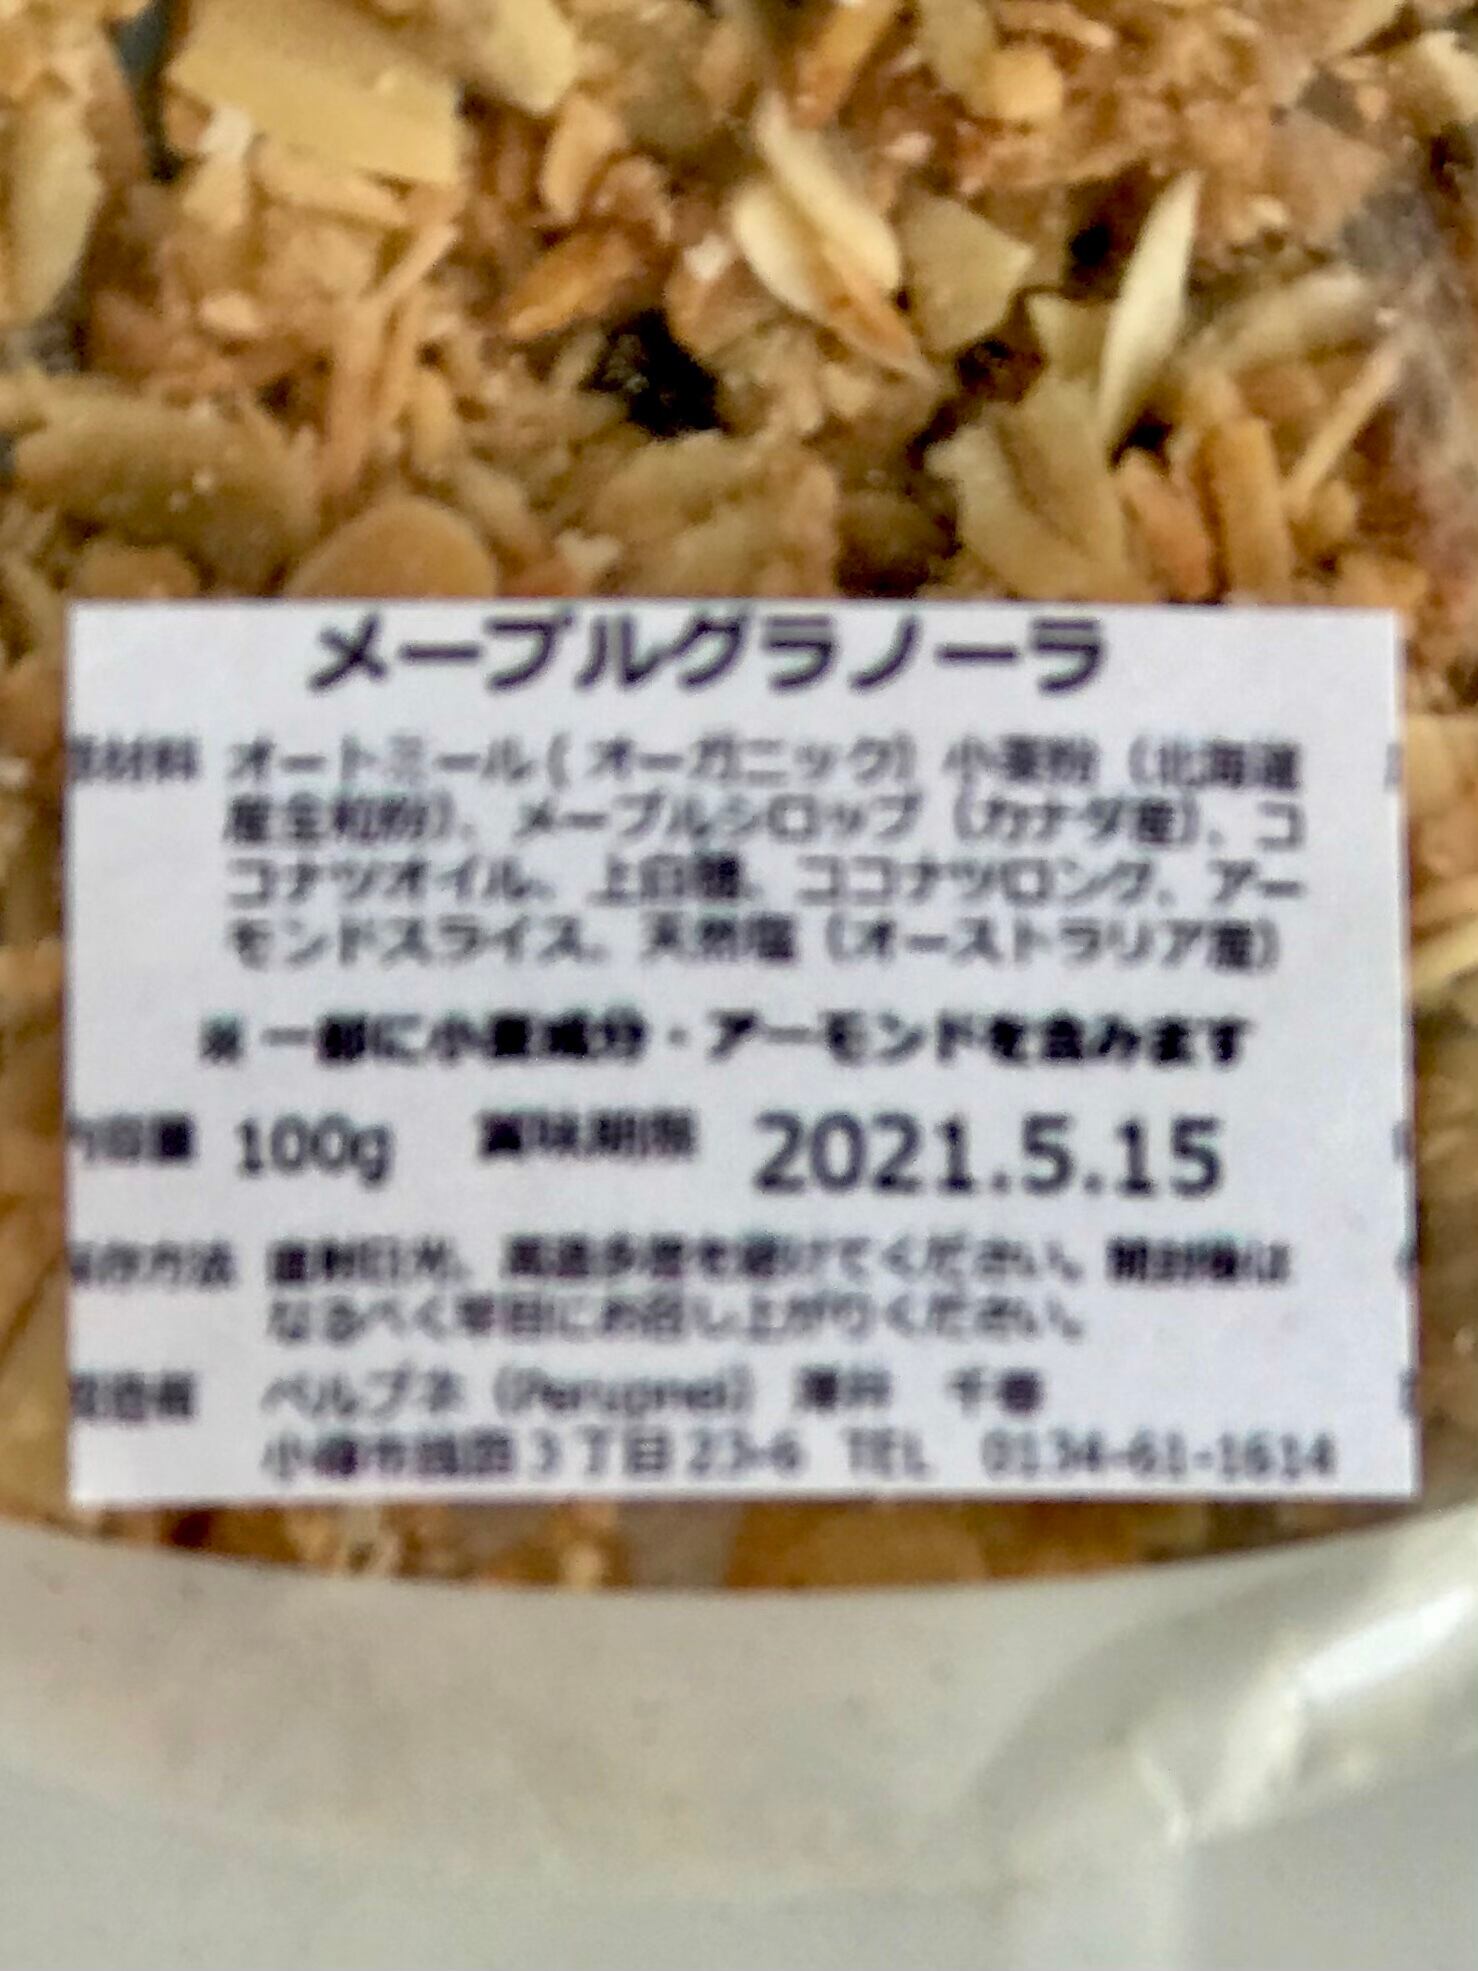 メープルグラノーラ
原材料 オートミール( オーガニック) 小麦粉 (北海道
産全粒粉)、メープルシロップ (カナダ産)、コ
コナツオイル、上白糖、ココナツロング、アー
モンドスライス、天然塩 (オーストラリア産)
※ 一部に小麦成分・アーモンドを含みます
内容量 100g 賞味期限 2021.5.15
保存方法 直射日光、高温多湿を避けてください。開封後は
なるべく早目にお召し上がりください。
製造者 ペルプネ (Perupnei) 千春
小樽市 3丁目23-6 TEL 0134-61-1614